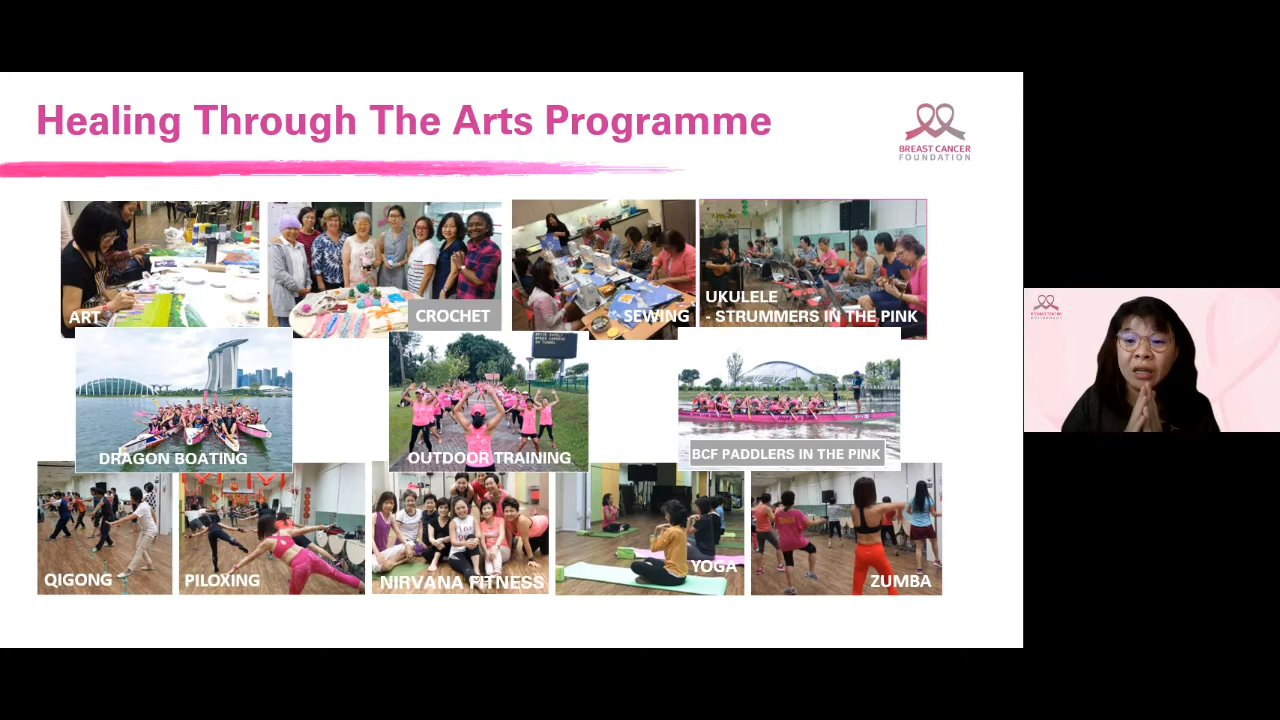 Healing Through The Arts Programme
BREAST CANCER
FOUNDATION
ART
CROCHET
SEWING
UKULELE
- STRUMMERS IN THE PINK
DRAGON BOATING
OUTDOOR TRAINING
BCF PADDLERS IN THE PINK
QIGONG
PILOXING
NIRVANA FITNESS
YOGA
ZUMBA